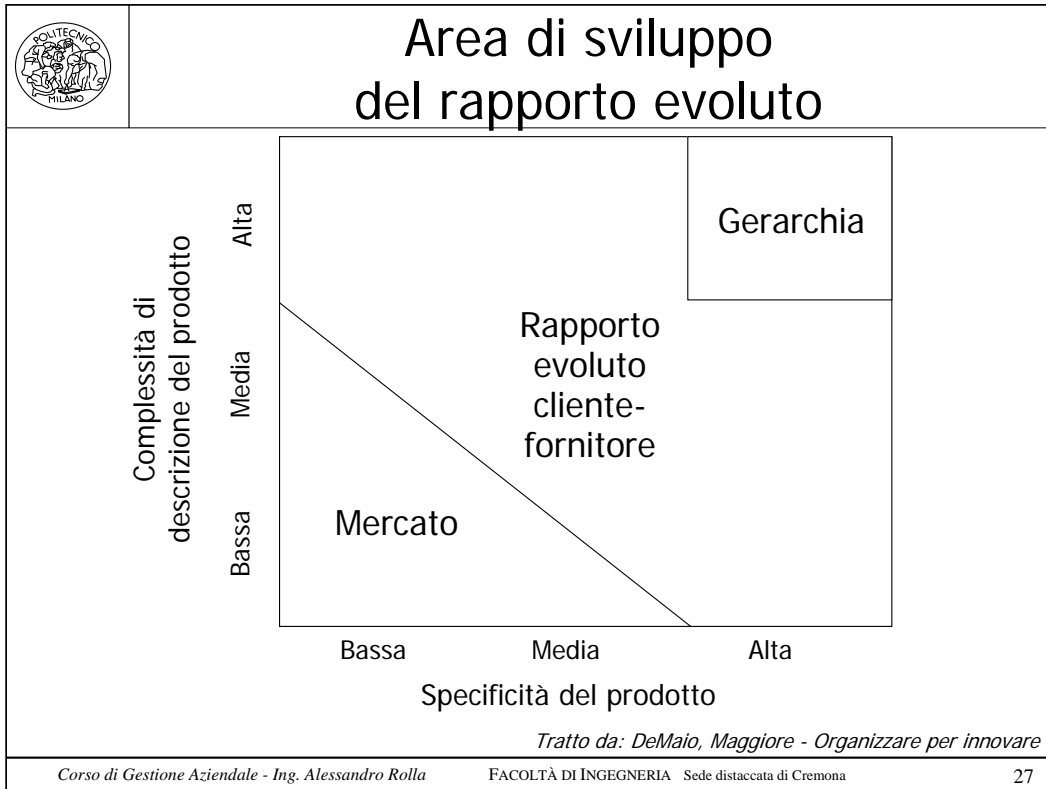 POLITECNICO
MILANO
Area di sviluppo
del rapporto evoluto
Complessità di
descrizione del prodotto
Alta
Media
Bassa
Gerarchia
Rapporto
evoluto
cliente-
fornitore
Mercato
Bassa Media Alta
Specificità del prodotto
Tratto da: DeMaio, Maggiore - Organizzare per innovare
Corso di Gestione Aziendale - Ing. Alessandro Rolla FACOLTÀ DI INGEGNERIA Sede distaccata di Cremona 27